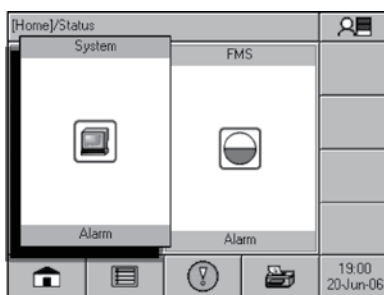 [Home]/Status
System
FMS
Alarm
Alarm
19:00
20-Jun-06